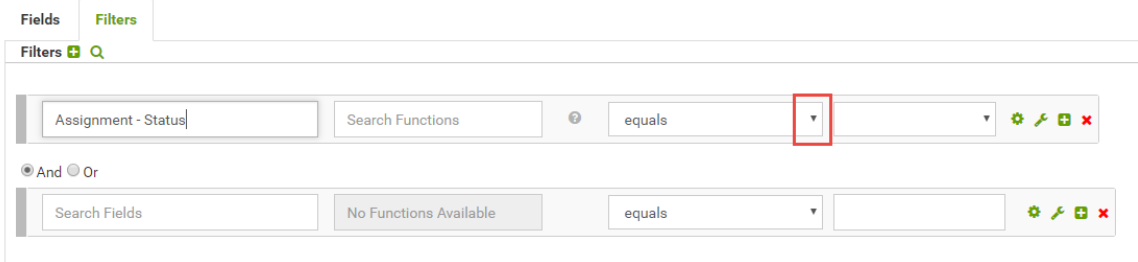 Fields Filters
Filters
Assignment - Status Search Functions ? equals
And Or
Search Fields No Functions Available equals